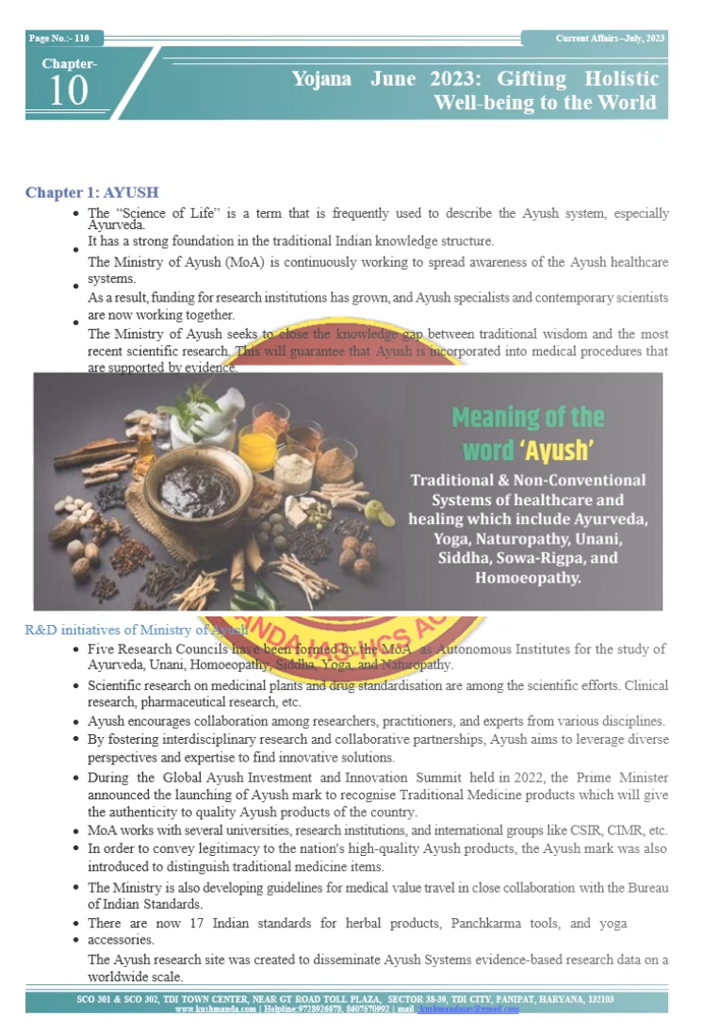 Page No.:- 110
Current Affairs–July, 2023
Chapter-
10
Yojana June 2023: Gifting Holistic
Well-being to the World
Chapter 1: AYUSH
• The “Science of Life” is a term that is frequently used to describe the Ayush system, especially
Ayurveda.
• It has a strong foundation in the traditional Indian knowledge structure.
The Ministry of Ayush (MoA) is continuously working to spread awareness of the Ayush healthcare
• systems.
As a result, funding for research institutions has grown, and Ayush specialists and contemporary scientists
• are now working together.
The Ministry of Ayush seeks to close the knowledge gap between traditional wisdom and the most
recent scientific research. This will guarantee that Ayush is incorporated into medical procedures that
are supported by evidence.
Meaning of the
word ‘Ayush’
Traditional & Non-Conventional
Systems of healthcare and
healing which include Ayurveda,
Yoga, Naturopathy, Unani,
Siddha, Sowa-Rigpa, and
Homoeopathy.
R&D initiatives of Ministry of Ayush
• Five Research Councils have been formed by the MoA as Autonomous Institutes for the study of
Ayurveda, Unani, Homoeopathy, Siddha, Yoga, and Naturopathy.
• Scientific research on medicinal plants and drug standardisation are among the scientific efforts. Clinical
research, pharmaceutical research, etc.
• Ayush encourages collaboration among researchers, practitioners, and experts from various disciplines.
• By fostering interdisciplinary research and collaborative partnerships, Ayush aims to leverage diverse
perspectives and expertise to find innovative solutions.
• During the Global Ayush Investment and Innovation Summit held in 2022, the Prime Minister
announced the launching of Ayush mark to recognise Traditional Medicine products which will give
the authenticity to quality Ayush products of the country.
• MoA works with several universities, research institutions, and international groups like CSIR, CIMR, etc.
• In order to convey legitimacy to the nation's high-quality Ayush products, the Ayush mark was also
introduced to distinguish traditional medicine items.
• The Ministry is also developing guidelines for medical value travel in close collaboration with the Bureau
of Indian Standards.
• There are now 17 Indian standards for herbal products, Panchkarma tools, and yoga
• accessories.
The Ayush research site was created to disseminate Ayush Systems evidence-based research data on a
worldwide scale.
ANDA IAS-HCS AC
SCO 301 & SCO 302, TDI TOWN CENTER, NEAR GT ROAD TOLL PLAZA, SECTOR 38-39, TDI CITY, PANIPAT, HARYANA, 132103
www.kushmanda.com | Helpline:9728926678, 8607570992 | mail